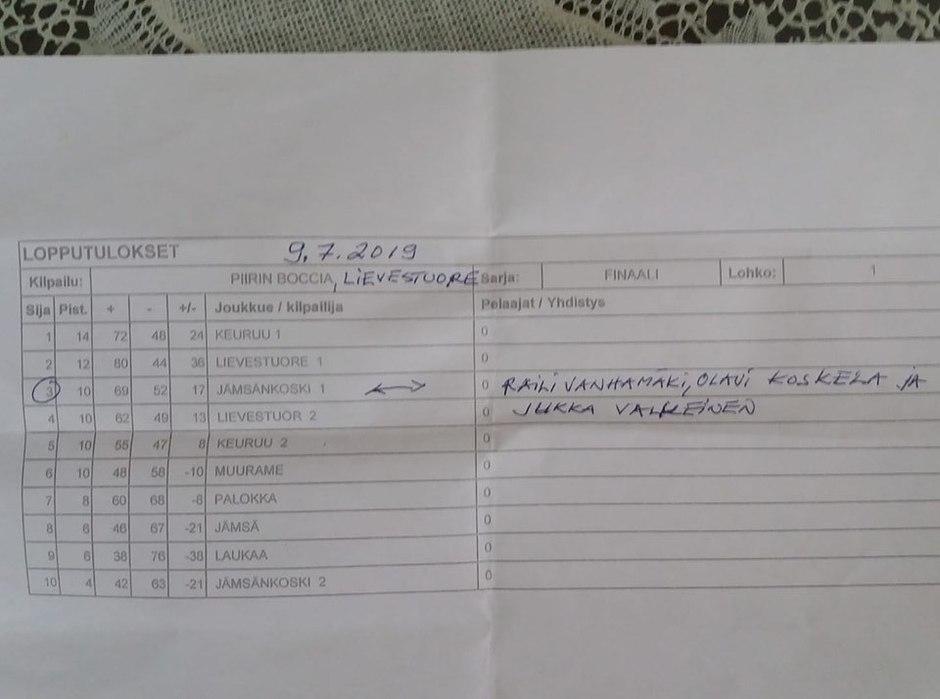 LOPPUTULOKSET 9.7.2019
Kilpailu: PIIRIN BOCCIA, LIEVESTUORE Sarja: FINAALI Lohko: 1
Sija Pist. + - +/- Joukkue / kilpailija Pelaajat / Yhdistys
1 14 72 48 24 KEURUU 1 0
2 12 80 44 36 LIEVESTUORE 1 0
3 10 69 52 17 JÄMSÄNKOSKI 1 ↔ 0 RAILI VANHAMÄKI, OLAVI KOSKELA JA
4 10 62 49 13 LIEVESTUOR 2 0 JUKKA VALKEINEN
5 10 55 47 8 KEURUU 2 0
6 10 48 58 -10 MUURAME 0
7 8 60 68 -8 PALOKKA 0
8 6 46 67 -21 JÄMSÄ 0
9 6 38 76 -38 LAUKAA 0
10 4 42 63 -21 JÄMSÄNKOSKI 2 0